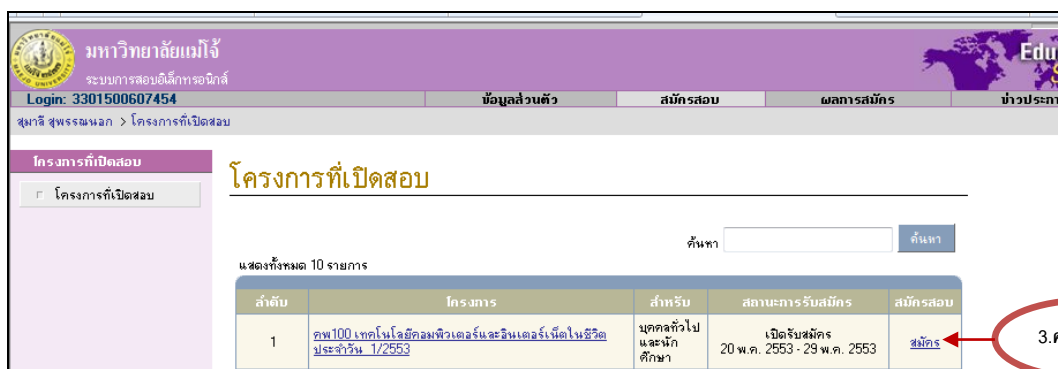 มหาวิทยาลัยแม่โจ้
ระบบการสอบอิเล็กทรอนิกส์
Login: 3301500607454
ข้อมูลส่วนตัว สมัครสอบ ผลการสมัคร
สุมาลี สุพรรณนอก > โครงการที่เปิดสอบ
โครงการที่เปิดสอบ
โครงการที่เปิดสอบ
โครงการที่เปิดสอบ
ค้นหา ค้นหา
แสดงทั้งหมด 10 รายการ
ลำดับ โครงการ สำหรับ สถานะการรับสมัคร สมัครสอบ
1 คพ100 เทคโนโลยีคอมพิวเตอร์และอินเตอร์เน็ตในชีวิต
ประจำวัน 1/2553
บุคคลทั่วไป
และนัก
ศึกษา
เปิดรับสมัคร
20 พ.ค. 2553 - 29 พ.ค. 2553
สมัคร
3.ค